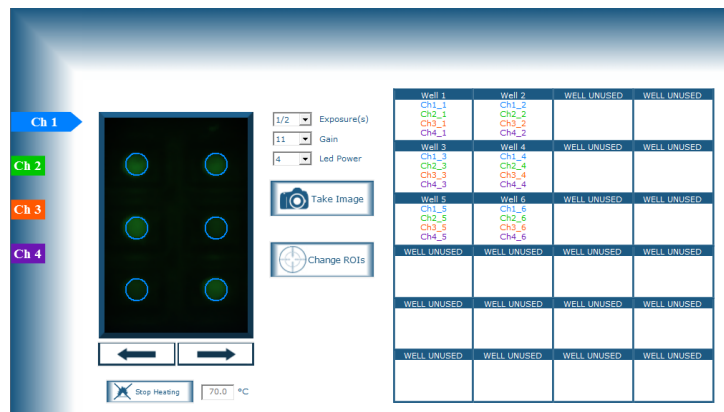 Ch 1
Ch 2
Ch 3
Ch 4
1/2 Exposure(s)
11 Gain
4 Led Power
Take Image
Change ROIs
Stop Heating 70.0 °C
Well 1 Well 2 WELL UNUSED WELL UNUSED
Ch1_1 Ch1_2
Ch2_1 Ch2_2
Ch3_1 Ch3_2
Ch4_1 Ch4_2
Well 3 Well 4 WELL UNUSED WELL UNUSED
Ch1_3 Ch1_4
Ch2_3 Ch2_4
Ch3_3 Ch3_4
Ch4_3 Ch4_4
Well 5 Well 6 WELL UNUSED WELL UNUSED
Ch1_5 Ch1_6
Ch2_5 Ch2_6
Ch3_5 Ch3_6
Ch4_5 Ch4_6
WELL UNUSED WELL UNUSED WELL UNUSED WELL UNUSED
WELL UNUSED WELL UNUSED WELL UNUSED WELL UNUSED
WELL UNUSED WELL UNUSED WELL UNUSED WELL UNUSED